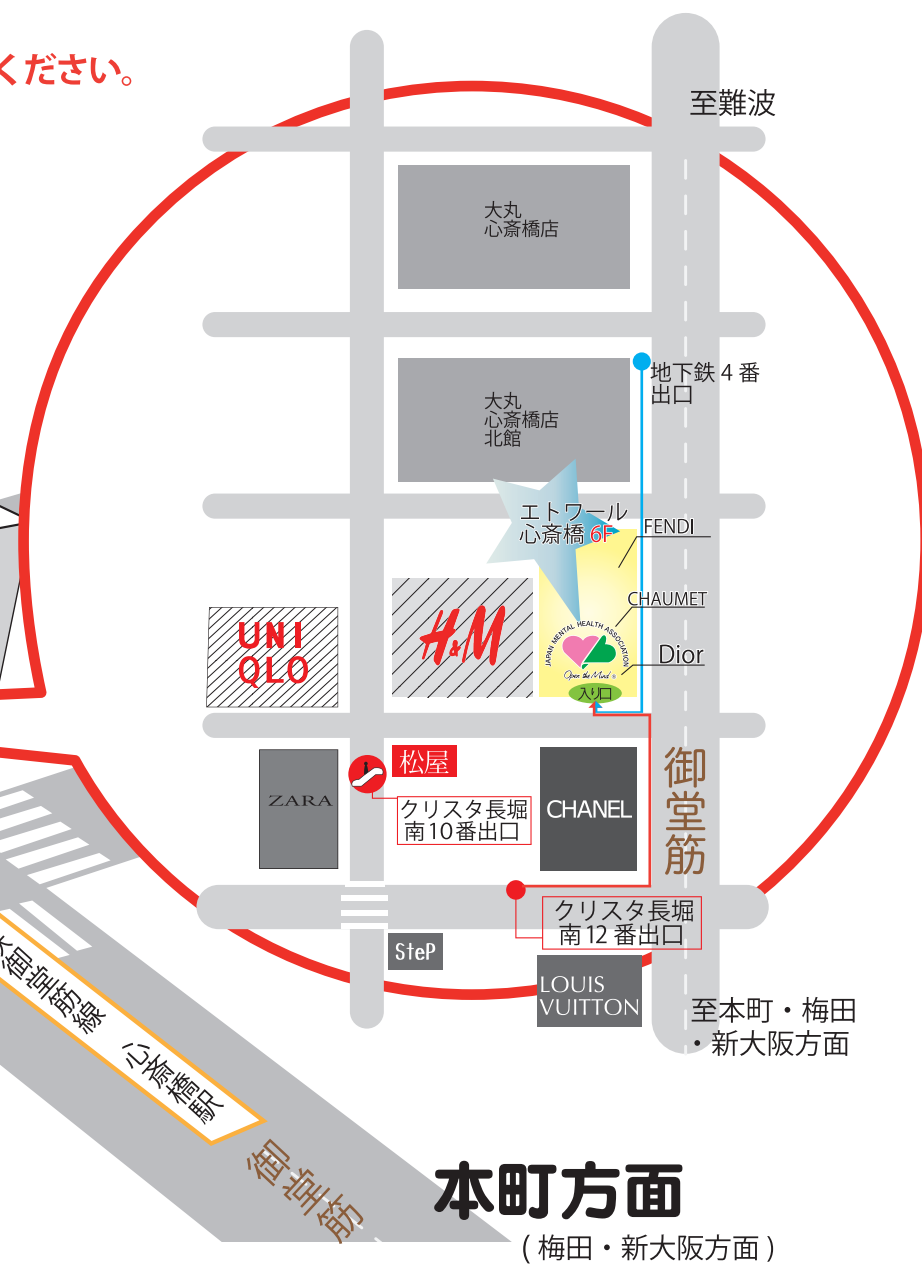 ください。
至難波
大丸
心斎橋店
地下鉄4番
出口
大丸
心斎橋店
北館
エトワール
心斎橋 6F
FENDI
CHAUMET
Dior
JAPAN MENTAL HEALTH ASSOCIATION
Open the Mind ®
入り口
UNI
QLO
H&M
松屋
ZARA
クリスタ長堀
南10番出口
CHANEL
御堂筋
クリスタ長堀
南12番出口
SteP
LOUIS
VUITTON
至本町・梅田
・新大阪方面
御堂筋線 心斎橋駅
御堂筋
本町方面
(梅田・新大阪方面)